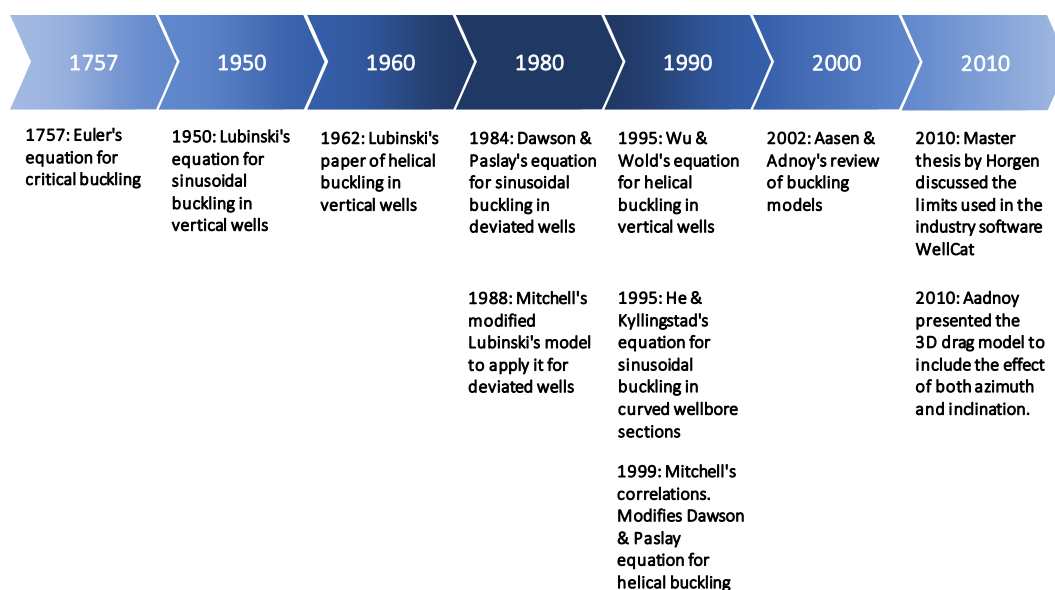 1757
1950
1960
1980
1990
2000
2010
1757: Euler's
equation for
critical buckling
1950: Lubinski's
equation for
sinusoidal
buckling in
vertical wells
1962: Lubinski's
paper of helical
buckling in
vertical wells
1984: Dawson &
Paslay's equation
for sinusoidal
buckling in
deviated wells
1988: Mitchell's
modified
Lubinski's model
to apply it for
deviated wells
1995: Wu &
Wold's equation
for helical
buckling in
vertical wells
1995: He &
Kyllingstad's
equation for
sinusoidal
buckling in
curved wellbore
sections
1999: Mitchell's
correlations.
Modifies Dawson
& Paslay
equation for
helical buckling
2002: Aasen &
Adnoy's review
of buckling
models
2010: Master
thesis by Horgen
discussed the
limits used in the
industry software
WellCat
2010: Aadnoy
presented the
3D drag model to
include the effect
of both azimuth
and inclination.